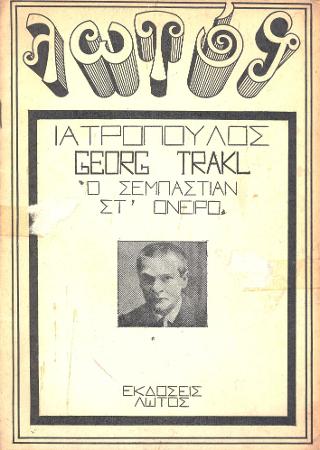 λωτός
ΙΑΤΡΟΠΟΥΛΟΣ
GEORG TRAKL
"Ο ΣΕΜΠΑΣΤΙΑΝ
ΣΤ' ΟΝΕΙΡΟ"
ΕΚΔΟΣΕΙΣ
ΛΩΤΟΣ